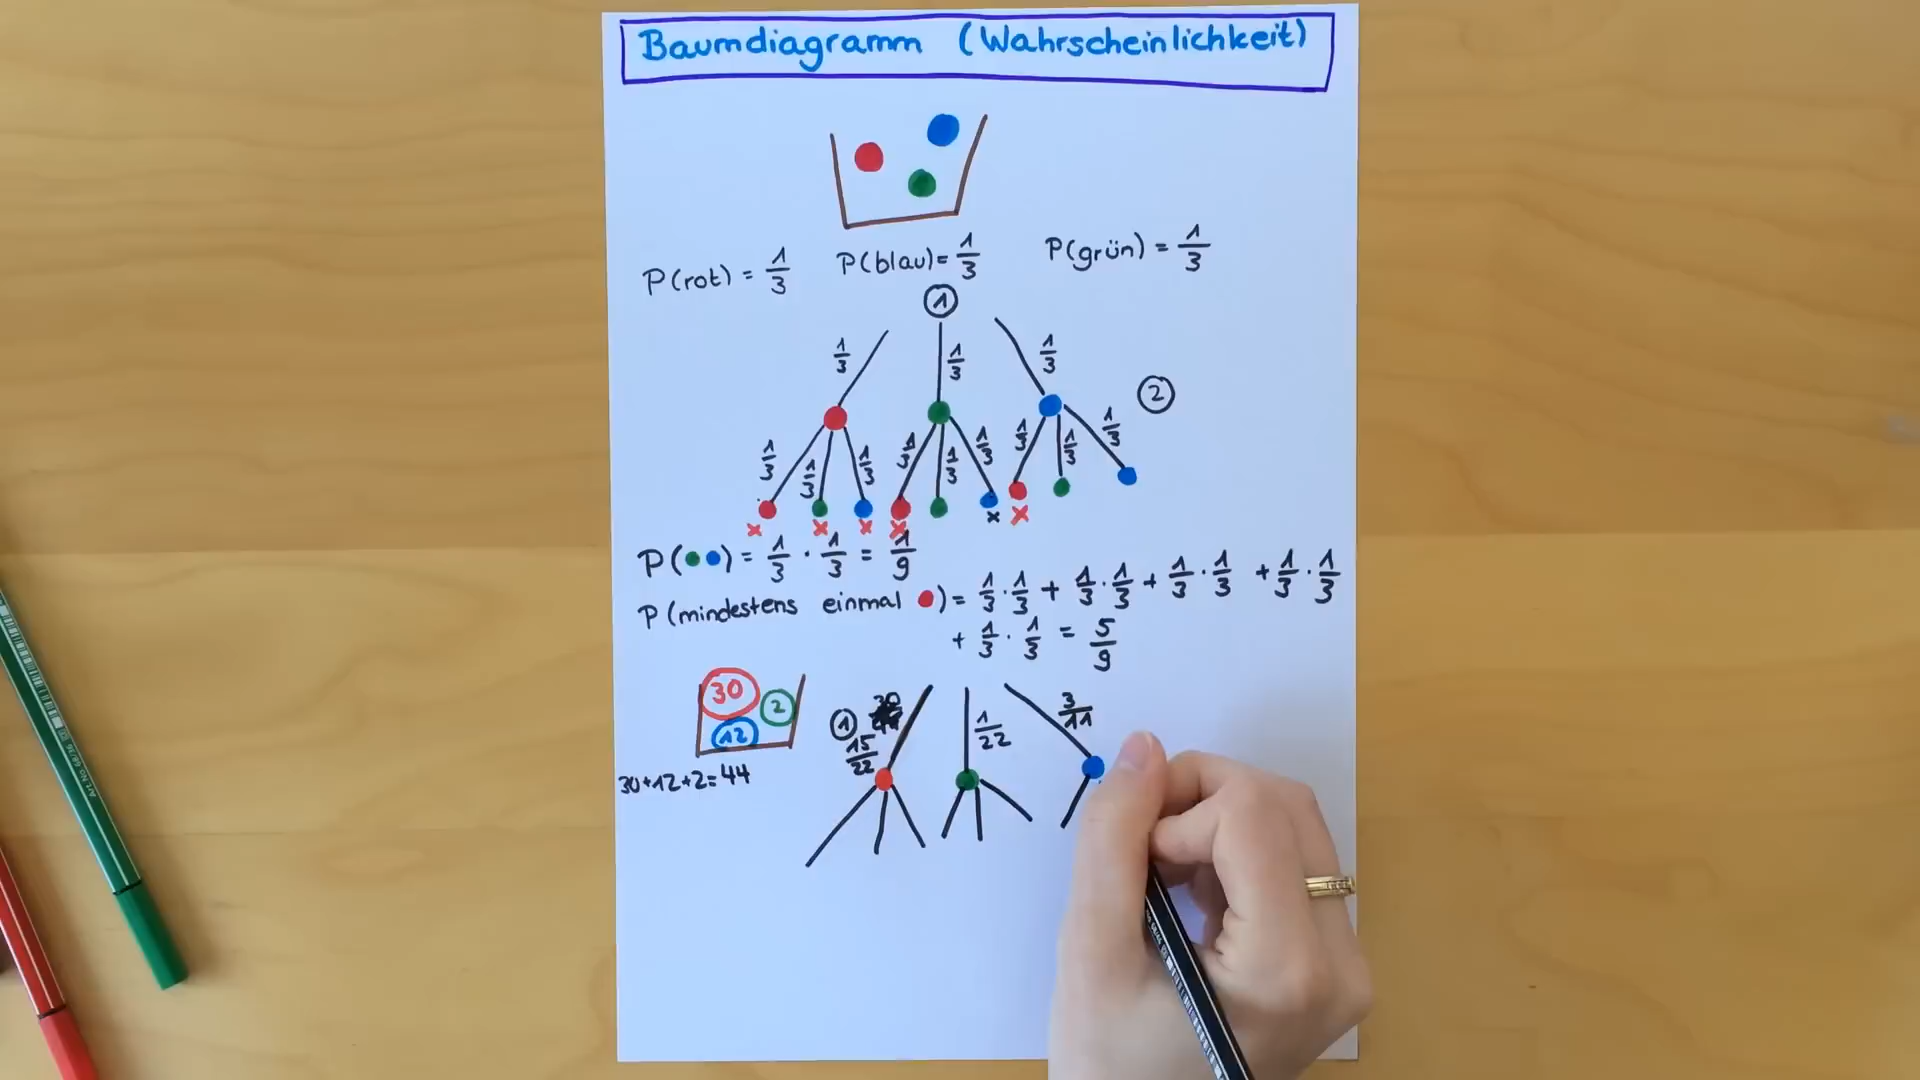 Baumdiagramm (Wahrscheinlichkeit)
P(rot) = 1/3 P(blau)= 1/3 P(grün) = 1/3
1
1/3 1/3 1/3
2
1/3 1/3 1/3 1/3 1/3 1/3 1/3 1/3 1/3
x x x x x x
P( ) = 1/3 · 1/3 = 1/9
P(mindestens einmal ) = 1/3 · 1/3 + 1/3 · 1/3 + 1/3 · 1/3 + 1/3 · 1/3
+ 1/3 · 1/3 = 5/9
30 2
12
30+12+2=44
1 15/22 1/22 3/11